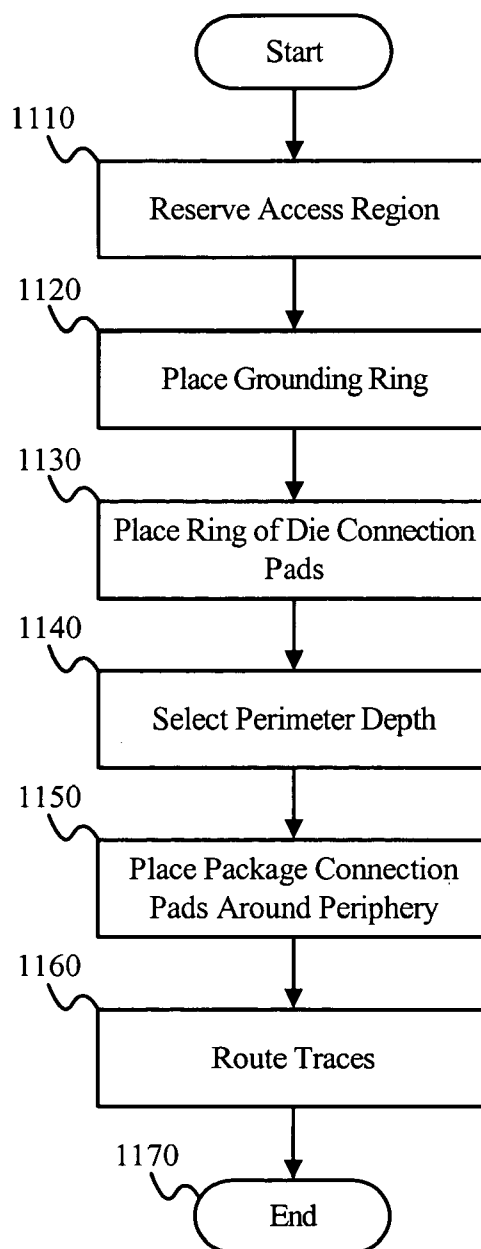 Start
1110
Reserve Access Region
1120
Place Grounding Ring
1130
Place Ring of Die Connection
Pads
1140
Select Perimeter Depth
1150
Place Package Connection
Pads Around Periphery
1160
Route Traces
1170
End